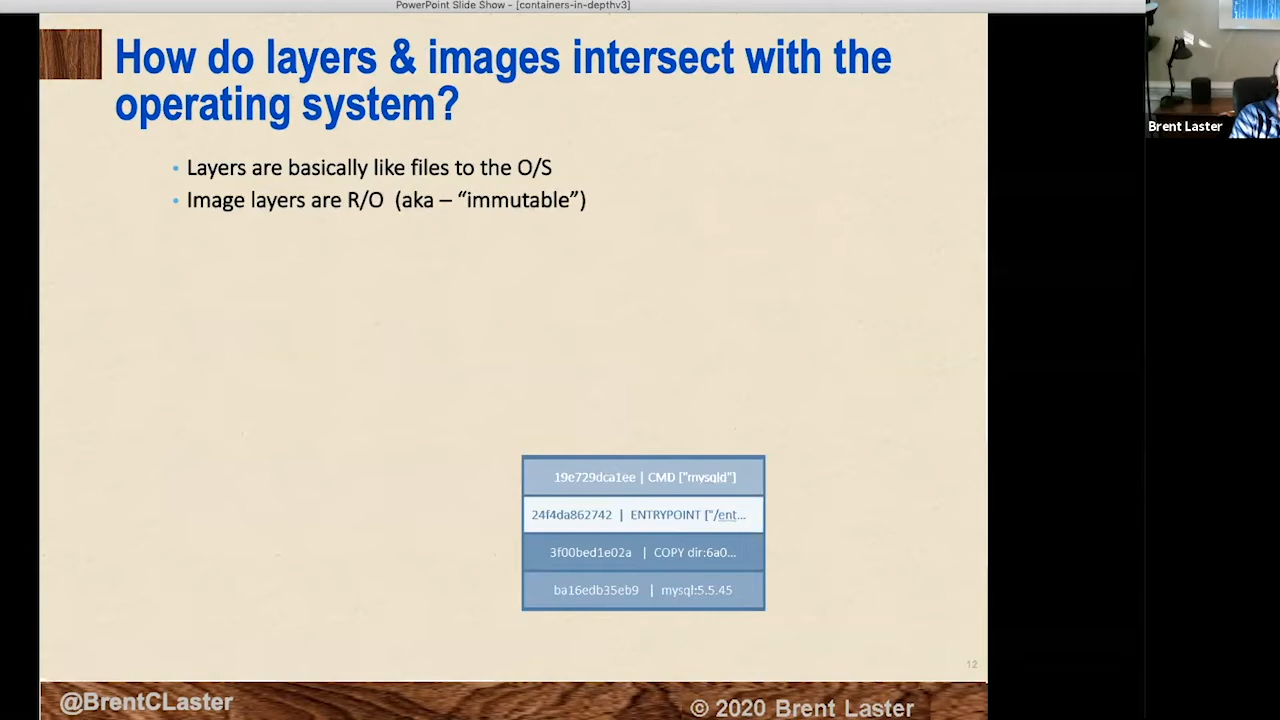 PowerPoint Slide Show - [containers-in-depthv3]
How do layers & images intersect with the
operating system?
• Layers are basically like files to the O/S
• Image layers are R/O (aka – “immutable”)
19e729dca1ee | CMD ["mysqld"]
24f4da862742 | ENTRYPOINT ["/ent...
3f00bed1e02a | COPY dir:6a0...
ba16edb35eb9 | mysql:5.5.45
12
@BrentCLaster
© 2020 Brent Laster
Brent Laster